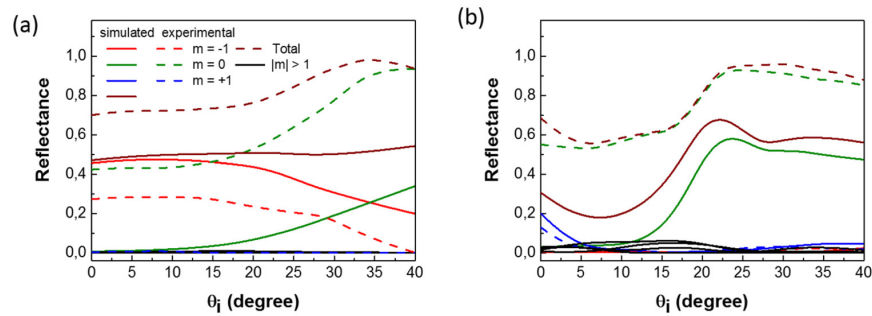 (a)
simulated experimental
m = -1 Total
m = 0 |m| > 1
m = +1
Reflectance
1,0
0,8
0,6
0,4
0,2
0,0
0 5 10 15 20 25 30 35 40
θi (degree)
(b)
Reflectance
1,0
0,8
0,6
0,4
0,2
0,0
0 5 10 15 20 25 30 35 40
θi (degree)